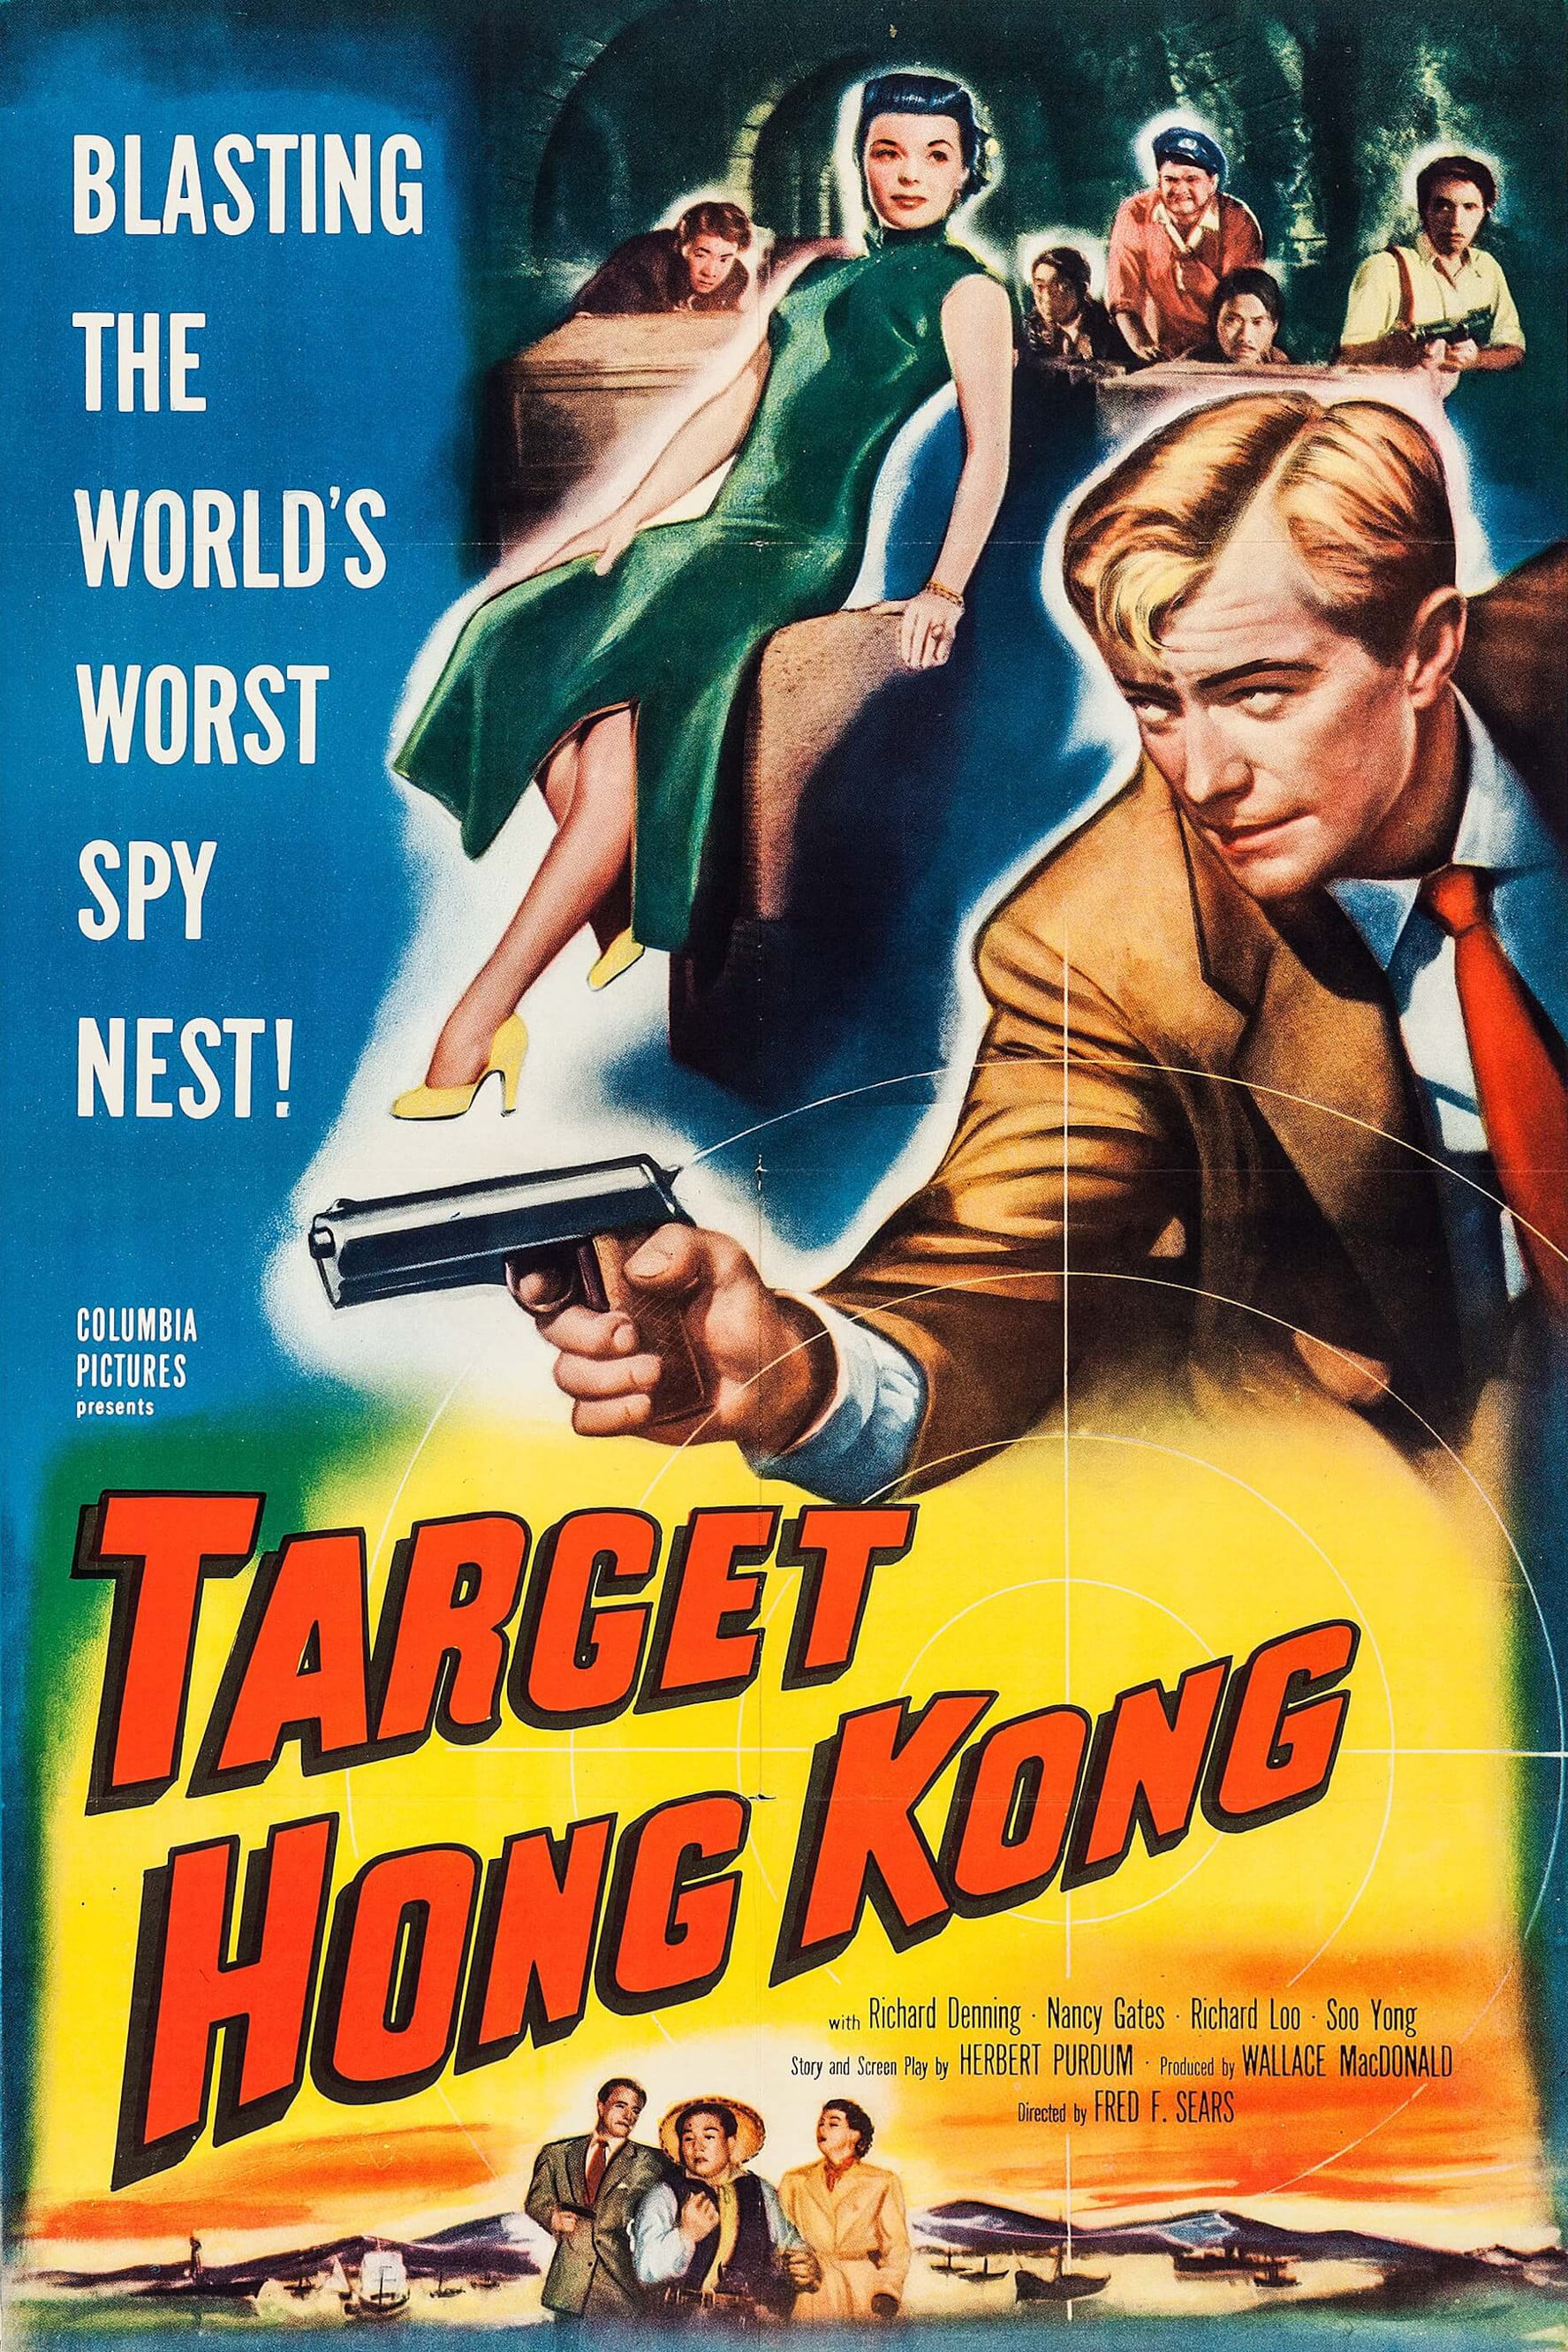 BLASTING
THE
WORLD'S
WORST
SPY
NEST!
COLUMBIA
PICTURES
presents
TARGET
HONG KONG
with Richard Denning · Nancy Gates · Richard Loo · Soo Yong
Story and Screen Play by HERBERT PURDUM · Produced by WALLACE MacDONALD
Directed by FRED F. SEARS